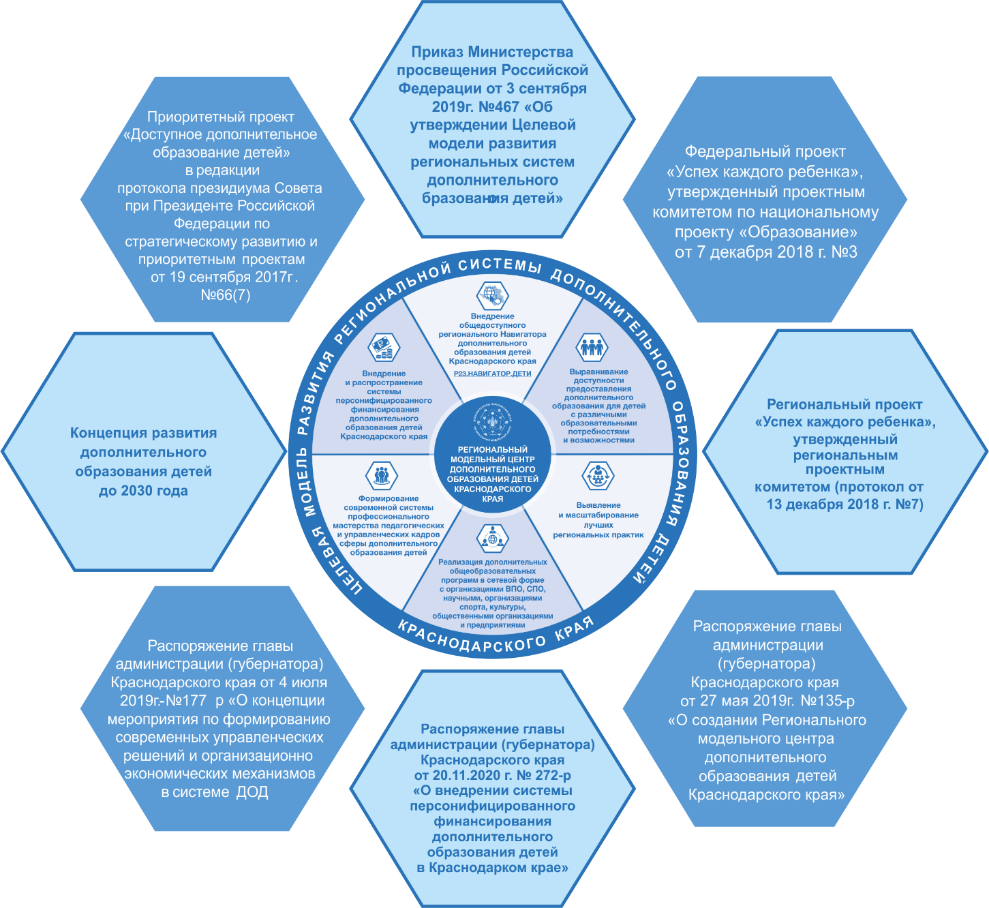 Приказ Министерства
просвещения Российской
Федерации от 3 сентября
2019г. №467 «Об
утверждении Целевой
модели развития
региональных систем
дополнительного
бразования детей»
Приоритетный проект
«Доступное дополнительное
образование детей»
в редакции
протокола президиума Совета
при Президенте Российской
Федерации по
стратегическому развитию и
приоритетным проектам
от 19 сентября 2017г.
№66(7)
Федеральный проект
«Успех каждого ребенка»,
утвержденный проектным
комитетом по национальному
проекту «Образование»
от 7 декабря 2018 г. №3
ЦЕЛЕВАЯ МОДЕЛЬ РАЗВИТИЯ РЕГИОНАЛЬНОЙ СИСТЕМЫ ДОПОЛНИТЕЛЬНОГО ОБРАЗОВАНИЯ ДЕТЕЙ
КРАСНОДАРСКОГО КРАЯ
Внедрение
общедоступного
регионального Навигатора
дополнительного
образования детей
Краснодарского края
Р23.НАВИГАТОР.ДЕТИ
Внедрение
и распространение
системы
персонифицированного
финансирования
дополнительного
образования детей
Краснодарского края
Выравнивание
доступности
предоставления
дополнительного
образования для детей
с различными
образовательными
потребностями
и возможностями
РЕГИОНАЛЬНЫЙ
МОДЕЛЬНЫЙ ЦЕНТР
ДОПОЛНИТЕЛЬНОГО
ОБРАЗОВАНИЯ ДЕТЕЙ
КРАСНОДАРСКОГО
КРАЯ
Формирование
современной системы
профессионального
мастерства педагогических
и управленческих кадров
сферы дополнительного
образования детей
Выявление
и масштабирование
лучших
региональных практик
Реализация дополнительных
общеобразовательных
программ в сетевой форме
с организациями ВПО, СПО,
научными, организациями
спорта, культуры,
общественными организациями
и предприятиями
Концепция развития
дополнительного
образования детей
до 2030 года
Региональный проект
«Успех каждого ребенка»,
утвержденный
региональным
проектным
комитетом (протокол от
13 декабря 2018 г. №7)
Распоряжение главы
администрации (губернатора)
Краснодарского края от 4 июля
2019г.-№177 р «О концепции
мероприятия по формированию
современных управленческих
решений и организационно
экономических механизмов
в системе ДОД
Распоряжение главы
администрации (губернатора)
Краснодарского края
от 20.11.2020 г. № 272-р
«О внедрении системы
персонифицированного
финансирования
дополнительного
образования детей
в Краснодарком крае»
Распоряжение главы
администрации
(губернатора)
Краснодарского края
от 27 мая 2019г. №135-р
«О создании Регионального
модельного центра
дополнительного
образования детей
Краснодарского края»